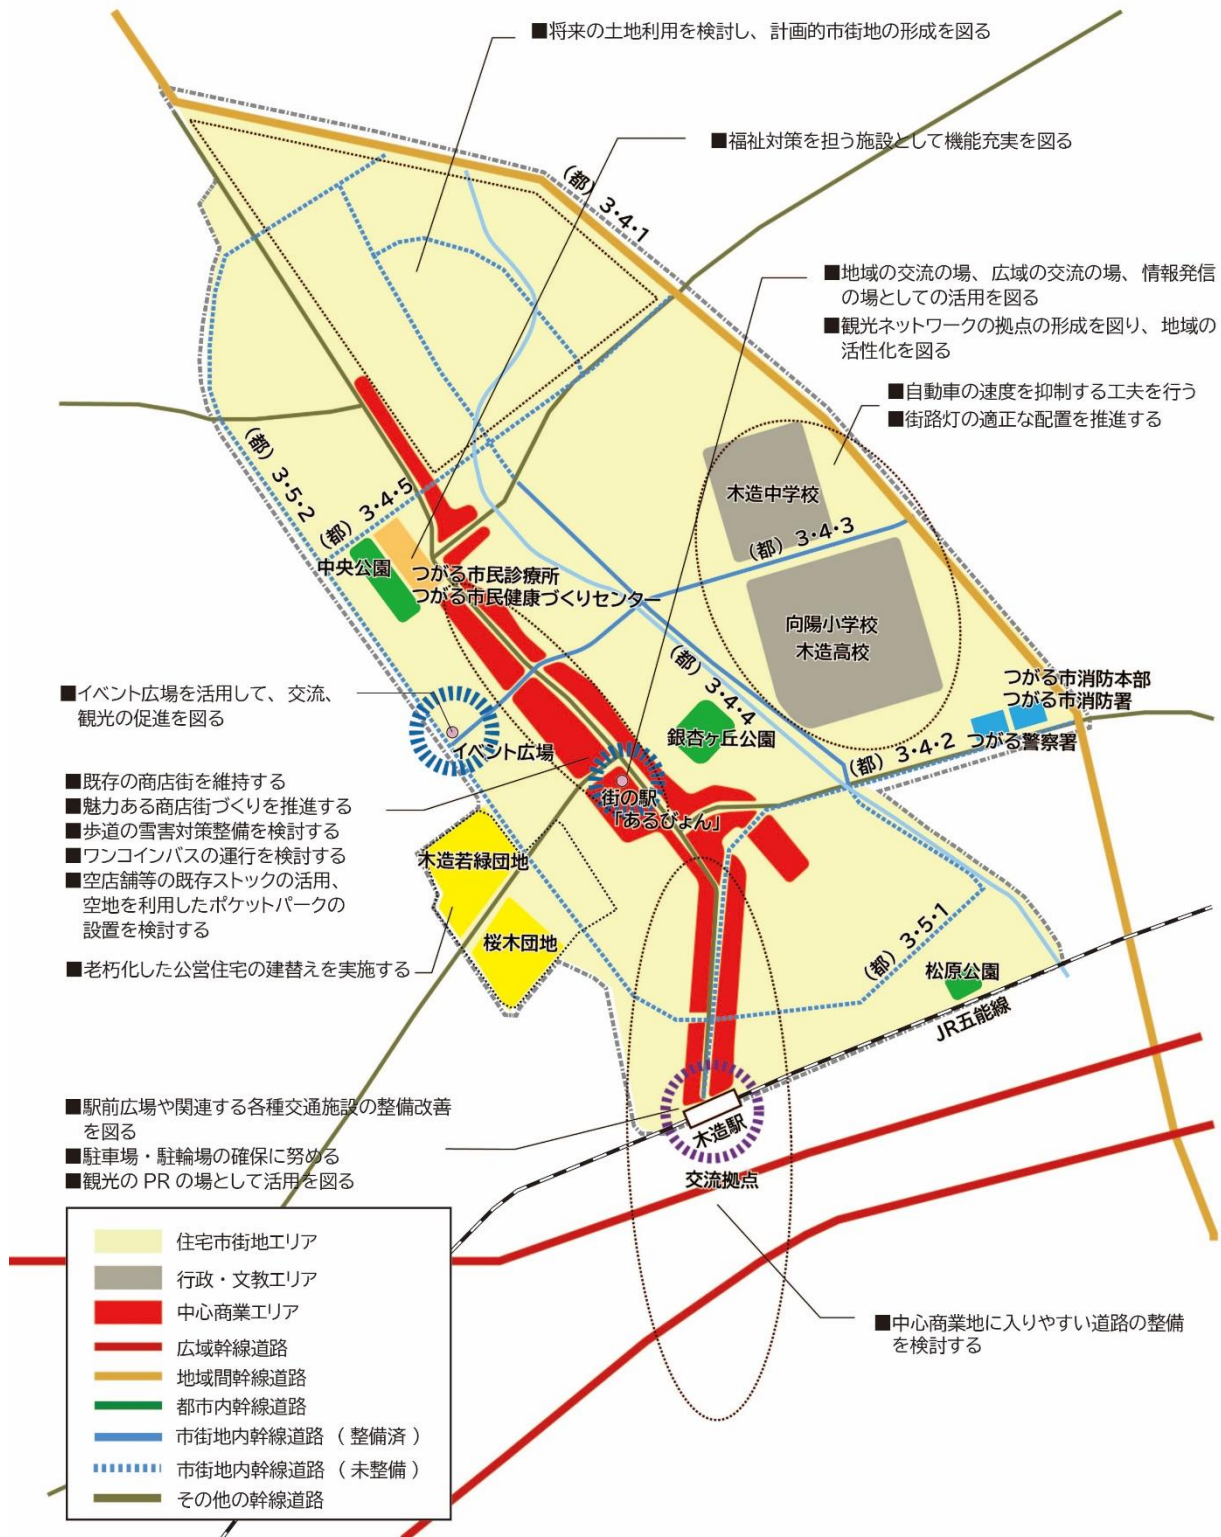 ■将来の土地利用を検討し、計画的市街地の形成を図る
■福祉対策を担う施設として機能充実を図る
(都) 3・4・1
■地域の交流の場、広域の交流の場、情報発信
の場としての活用を図る
■観光ネットワークの拠点の形成を図り、地域の
活性化を図る
■自動車の速度を抑制する工夫を行う
■街路灯の適正な配置を推進する
(都) 3・5・2
(都) 3・4・5
木造中学校
(都) 3・4・3
中央公園
つがる市民診療所
つがる市民健康づくりセンター
向陽小学校
木造高校
(都) 3・4・4
つがる市消防本部
つがる市消防署
つがる警察署
(都) 3・4・2
銀杏ヶ丘公園
■イベント広場を活用して、交流、
観光の促進を図る
イベント広場
街の駅
「あるびょん」
■既存の商店街を維持する
■魅力ある商店街づくりを推進する
■歩道の雪害対策整備を検討する
■ワンコインバスの運行を検討する
■空店舗等の既存ストックの活用、
空地を利用したポケットパークの
設置を検討する
■老朽化した公営住宅の建替えを実施する
木造若緑団地
桜木団地
(都) 3・5・1
松原公園
JR五能線
■駅前広場や関連する各種交通施設の整備改善
を図る
■駐車場・駐輪場の確保に努める
■観光の PR の場として活用を図る
木造駅
交流拠点
■中心商業地に入りやすい道路の整備
を検討する
住宅市街地エリア
行政・文教エリア
中心商業エリア
広域幹線道路
地域間幹線道路
都市内幹線道路
市街地内幹線道路 （ 整備済 ）
市街地内幹線道路 （ 未整備 ）
その他の幹線道路